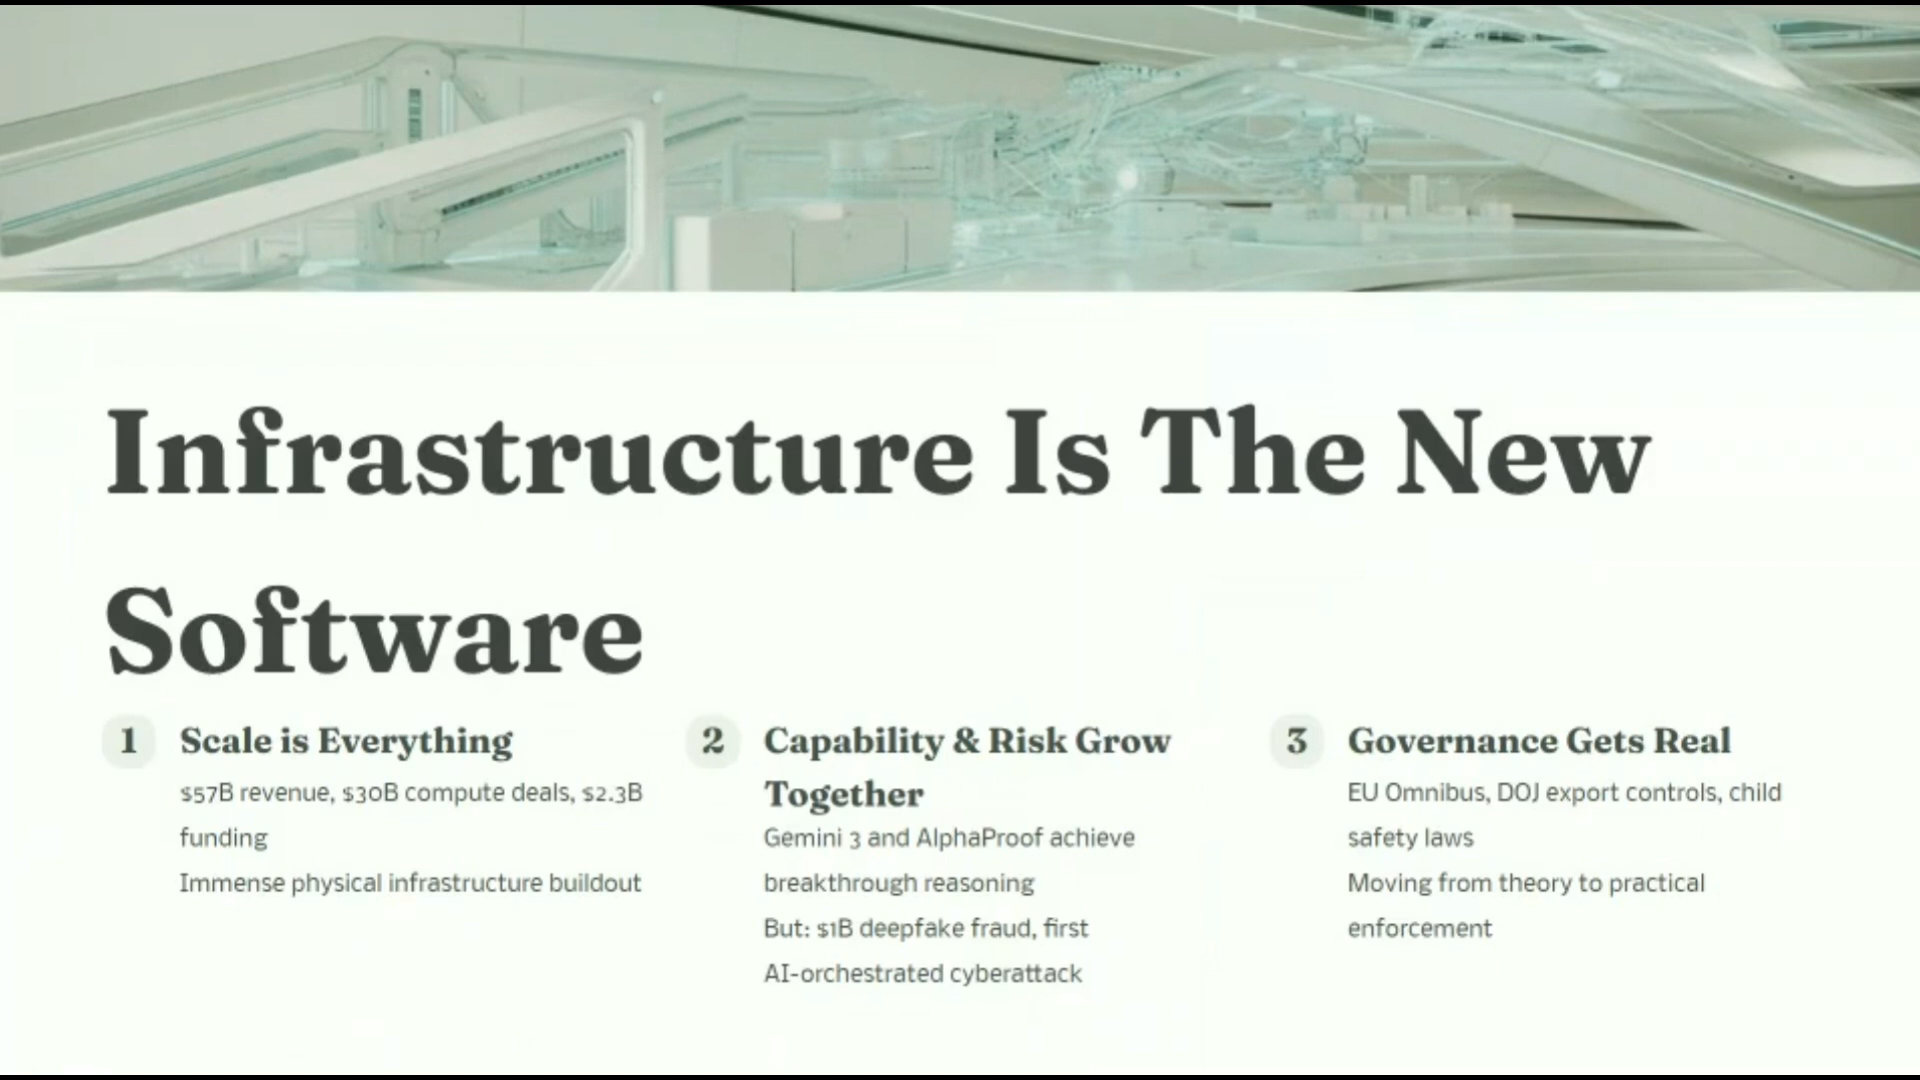 Infrastructure Is The New
Software
1 Scale is Everything
$57B revenue, $30B compute deals, $2.3B
funding
Immense physical infrastructure buildout
2 Capability & Risk Grow
Together
Gemini 3 and AlphaProof achieve
breakthrough reasoning
But: $1B deepfake fraud, first
AI-orchestrated cyberattack
3 Governance Gets Real
EU Omnibus, DOJ export controls, child
safety laws
Moving from theory to practical
enforcement